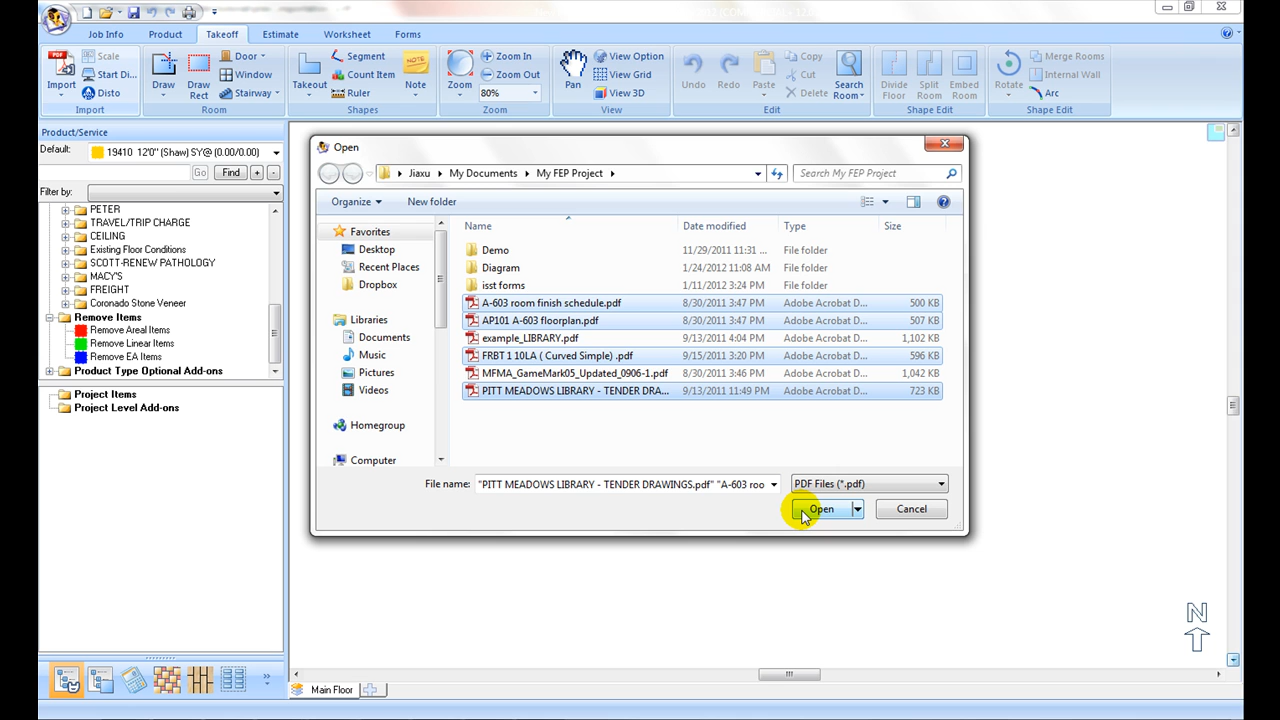 Job Info
Product
Takeoff
Estimate
Worksheet
Forms
Import
Scale
Start Di...
Disto
Import
Draw
Draw Rect
Door
Window
Stairway
Room
Takeout
Segment
Count Item
Ruler
NOTE
Note
Shapes
Zoom
Zoom In
Zoom Out
80%
Zoom
Pan
View Option
View Grid
View 3D
View
Undo
Redo
Paste
Copy
Cut
Delete
Search Room
Edit
Divide Floor
Split Room
Embed Room
Shape Edit
Rotate
Merge Rooms
Internal Wall
Arc
Shape Edit
Product/Service
Default: 19410 12'0" (Shaw) SY@ (0.00/0.00)
Go Find + -
Filter by:
PETER
TRAVEL/TRIP CHARGE
CEILING
Existing Floor Conditions
SCOTT-RENEW PATHOLOGY
MACY'S
FREIGHT
Coronado Stone Veneer
Remove Items
Remove Areal Items
Remove Linear Items
Remove EA Items
Product Type Optional Add-ons
Project Items
Project Level Add-ons
Open
Jiaxu My Documents My FEP Project
Search My FEP Project
Organize New folder
Favorites
Desktop
Recent Places
Dropbox
Libraries
Documents
Music
Pictures
Videos
Homegroup
Computer
Name Date modified Type Size
Demo 11/29/2011 11:31 ... File folder
Diagram 1/24/2012 11:08 AM File folder
isst forms 1/11/2012 3:24 PM File folder
A-603 room finish schedule.pdf 8/30/2011 3:47 PM Adobe Acrobat D... 500 KB
AP101 A-603 floorplan.pdf 8/30/2011 3:47 PM Adobe Acrobat D... 507 KB
example_LIBRARY.pdf 9/13/2011 4:04 PM Adobe Acrobat D... 1,102 KB
FRBT 1 10LA ( Curved Simple) .pdf 9/15/2011 3:20 PM Adobe Acrobat D... 596 KB
MFMA_GameMark05_Updated_0906-1.pdf 8/30/2011 3:46 PM Adobe Acrobat D... 1,042 KB
PITT MEADOWS LIBRARY - TENDER DRA... 9/13/2011 11:49 PM Adobe Acrobat D... 723 KB
File name: "PITT MEADOWS LIBRARY - TENDER DRAWINGS.pdf" "A-603 roo
PDF Files (*.pdf)
Open Cancel
N
Main Floor